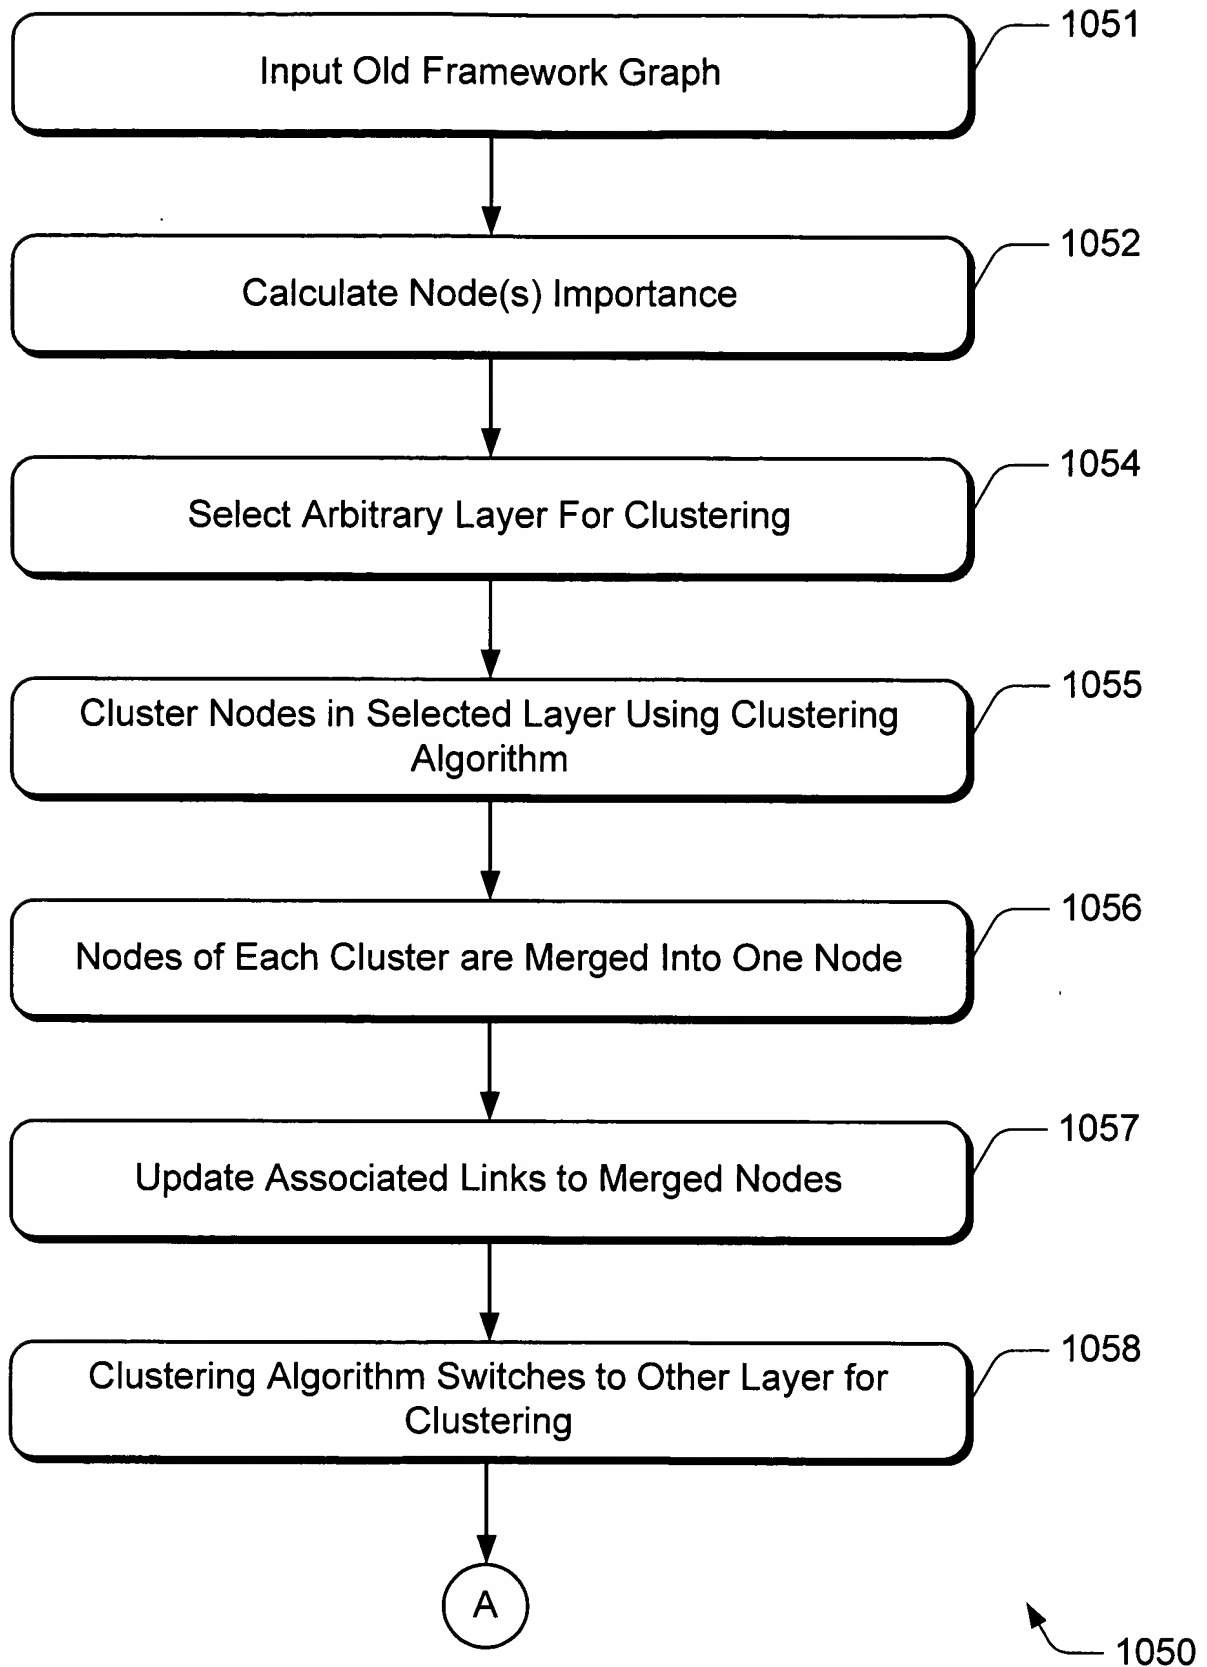 1051
Input Old Framework Graph
1052
Calculate Node(s) Importance
1054
Select Arbitrary Layer For Clustering
1055
Cluster Nodes in Selected Layer Using Clustering
Algorithm
1056
Nodes of Each Cluster are Merged Into One Node
1057
Update Associated Links to Merged Nodes
1058
Clustering Algorithm Switches to Other Layer for
Clustering
A
1050